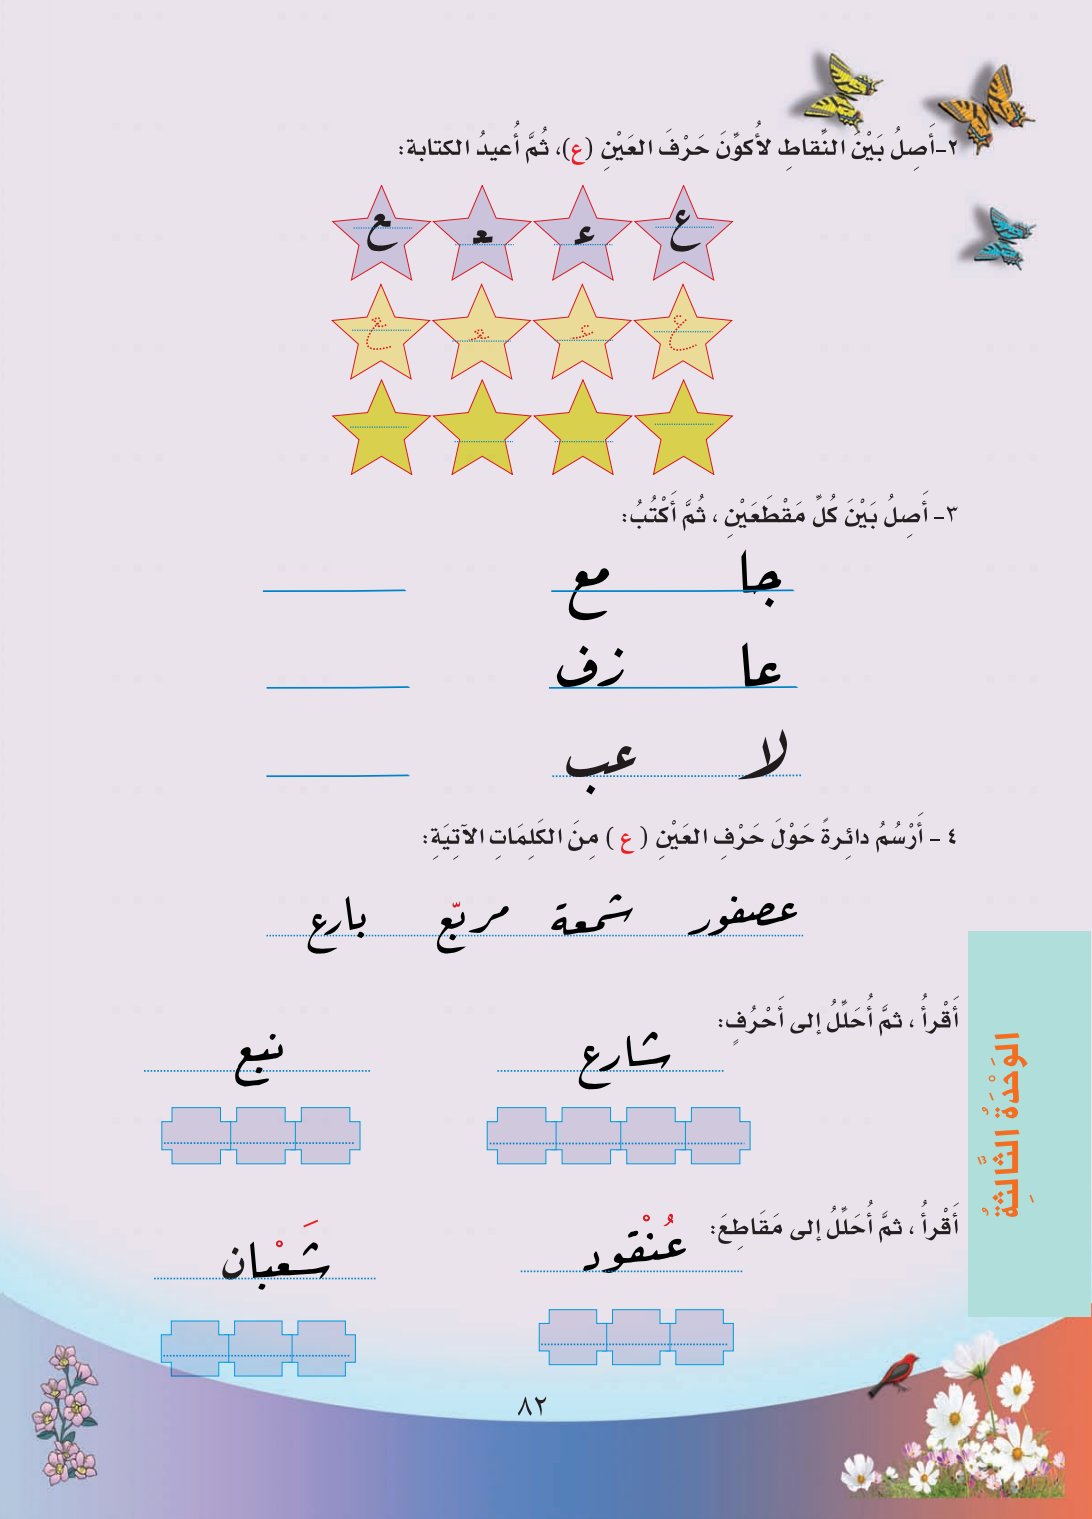 ٢-أَصِلُ بَيْنَ النِّقاطِ لأُكوِّنَ حَرْفَ العَيْنِ (ع)، ثُمَّ أُعيدُ الكتابة:
ع ء ـعـ ـع
ع عـ ـعـ ـع
٣- أَصِلُ بَيْنَ كُلِّ مَقْطَعَيْنِ ، ثُمَّ أَكْتُبُ:
جا مع
عا زف
لا عب
٤ - أَرْسُمُ دائِرةً حَوْلَ حَرْفِ العَيْنِ ( ع ) مِنَ الكَلِمَاتِ الآتِيَةِ:
عصفور شمعة مربّع بارع
أَقْرأُ ، ثمَّ أُحَلِّلُ إلى أَحْرُفٍ:
شارع نبع
أَقْرأُ ، ثمَّ أُحَلِّلُ إلى مَقَاطِعَ:
عُنْقود شَعْبان
الوَحْدَةُ الثَّالِثةُ
٨٢